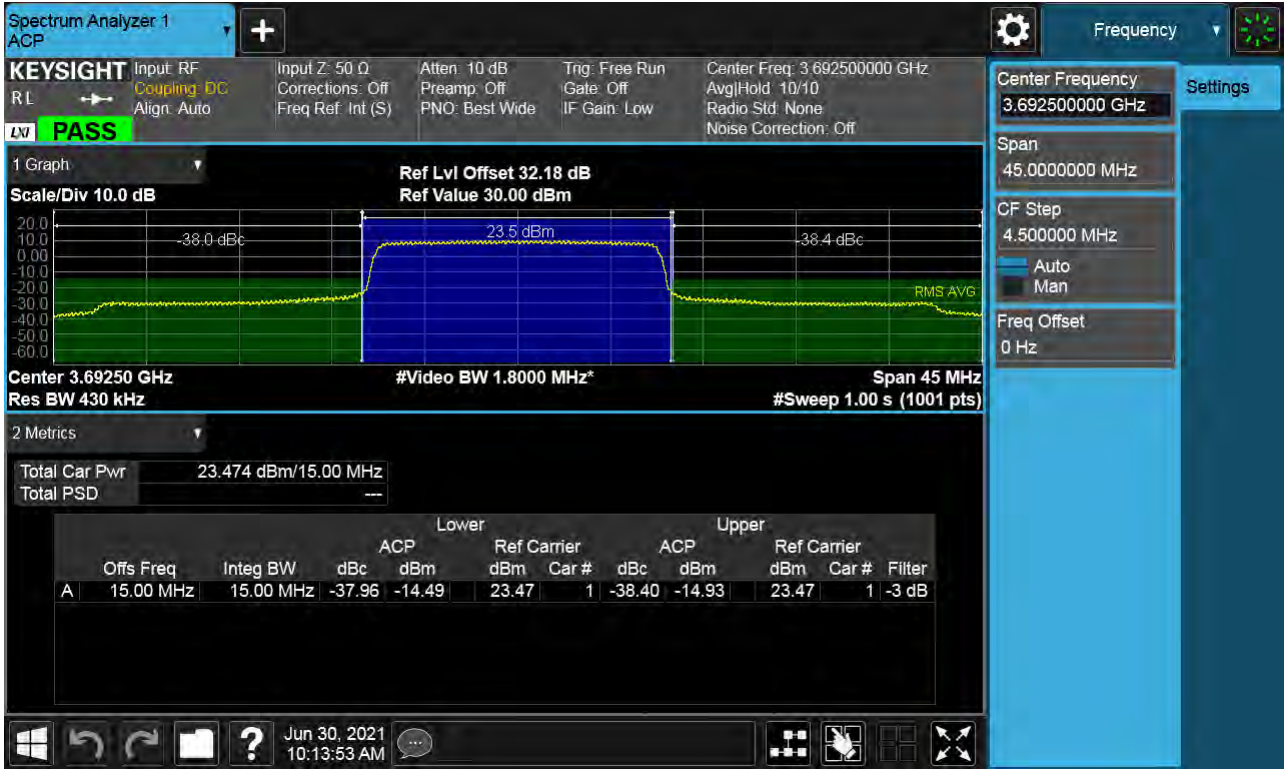 Spectrum Analyzer 1
ACP
Frequency
KEYSIGHT Input: RF Input Z: 50 Ω Atten: 10 dB Trig: Free Run Center Freq: 3.692500000 GHz
RL Coupling: DC Corrections: Off Preamp: Off Gate: Off Avg|Hold: 10/10
Align: Auto Freq Ref: Int (S) PNO: Best Wide IF Gain: Low Radio Std: None
LXI PASS Noise Correction: Off
Center Frequency
3.692500000 GHz
Settings
Span
45.0000000 MHz
CF Step
4.500000 MHz
Auto
Man
Freq Offset
0 Hz
1 Graph
Ref Lvl Offset 32.18 dB
Scale/Div 10.0 dB Ref Value 30.00 dBm
20.0
10.0 -38.0 dBc 23.5 dBm -38.4 dBc
0.00
-10.0
-20.0
-30.0 RMS AVG
-40.0
-50.0
-60.0
Center 3.69250 GHz #Video BW 1.8000 MHz* Span 45 MHz
Res BW 430 kHz #Sweep 1.00 s (1001 pts)
2 Metrics
Total Car Pwr 23.474 dBm/15.00 MHz
Total PSD ---
Lower Upper
ACP Ref Carrier ACP Ref Carrier
Offs Freq Integ BW dBc dBm dBm Car # dBc dBm dBm Car # Filter
A 15.00 MHz 15.00 MHz -37.96 -14.49 23.47 1 -38.40 -14.93 23.47 1 -3 dB
? Jun 30, 2021
10:13:53 AM